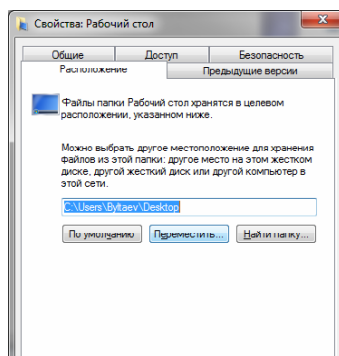 Свойства: Рабочий стол
Общие Доступ Безопасность
Расположение Предыдущие версии
Файлы папки Рабочий стол хранятся в целевом
расположении, указанном ниже.
Можно выбрать другое местоположение для хранения
файлов из этой папки: другое место на этом жестком
диске, другой жесткий диск или другой компьютер в
этой сети.
C:\Users\Byltaev\Desktop
По умолчанию Переместить... Найти папку...